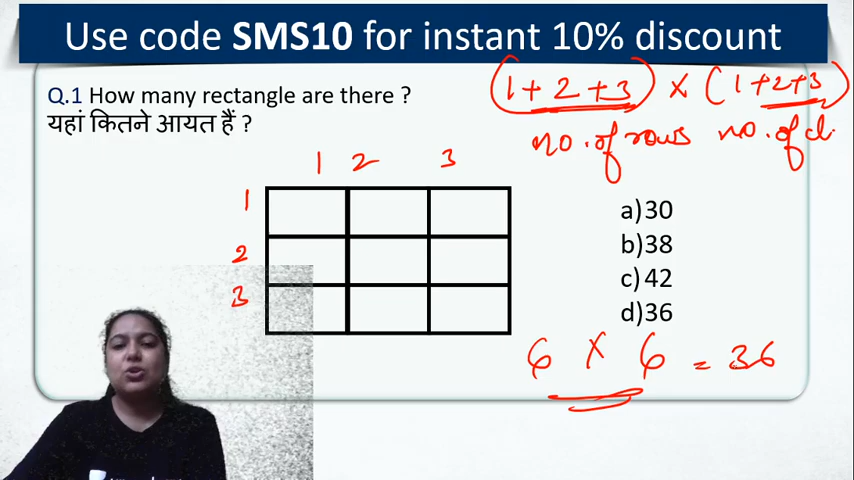 Use code SMS10 for instant 10% discount
Q.1 How many rectangle are there ?
यहां कितने आयत हैं ?
(1+2+3) × (1+2+3)
no. of rows no. of cl.
1 2 3
1
2
3
a)30
b)38
c)42
d)36
6 × 6 = 36